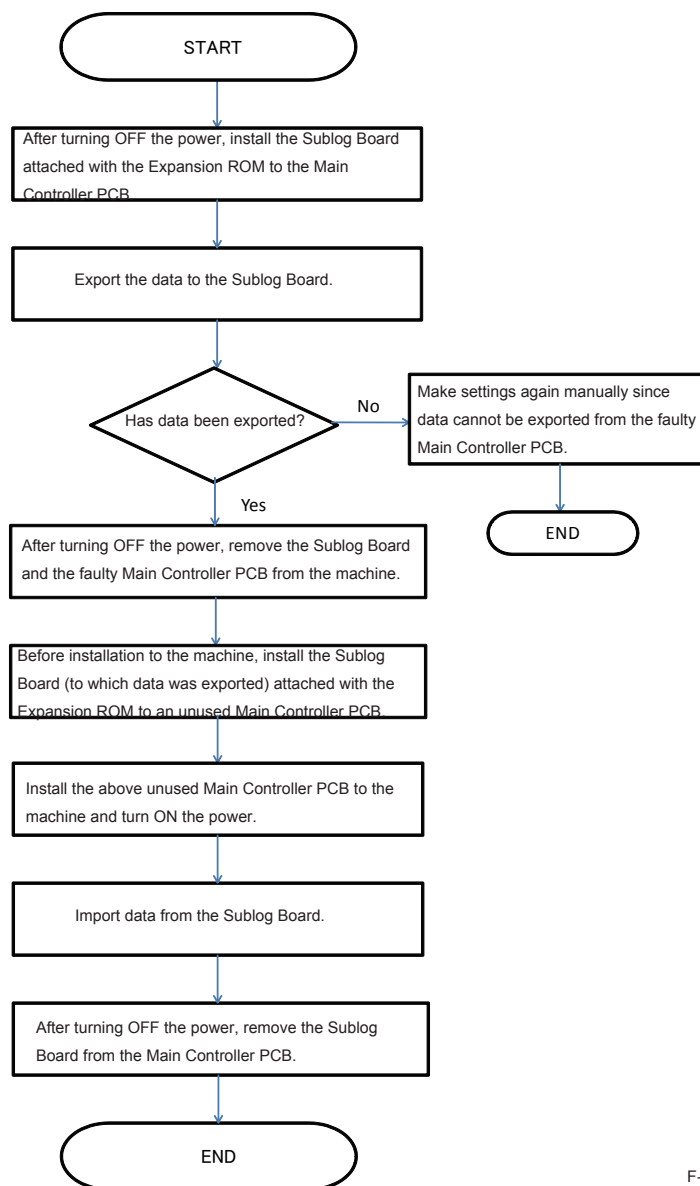 START
After turning OFF the power, install the Sublog Board
attached with the Expansion ROM to the Main
Controller PCB.
Export the data to the Sublog Board.
Has data been exported?
No
Make settings again manually since
data cannot be exported from the faulty
Main Controller PCB.
END
Yes
After turning OFF the power, remove the Sublog Board
and the faulty Main Controller PCB from the machine.
Before installation to the machine, install the Sublog
Board (to which data was exported) attached with the
Expansion ROM to an unused Main Controller PCB.
Install the above unused Main Controller PCB to the
machine and turn ON the power.
Import data from the Sublog Board.
After turning OFF the power, remove the Sublog
Board from the Main Controller PCB.
END